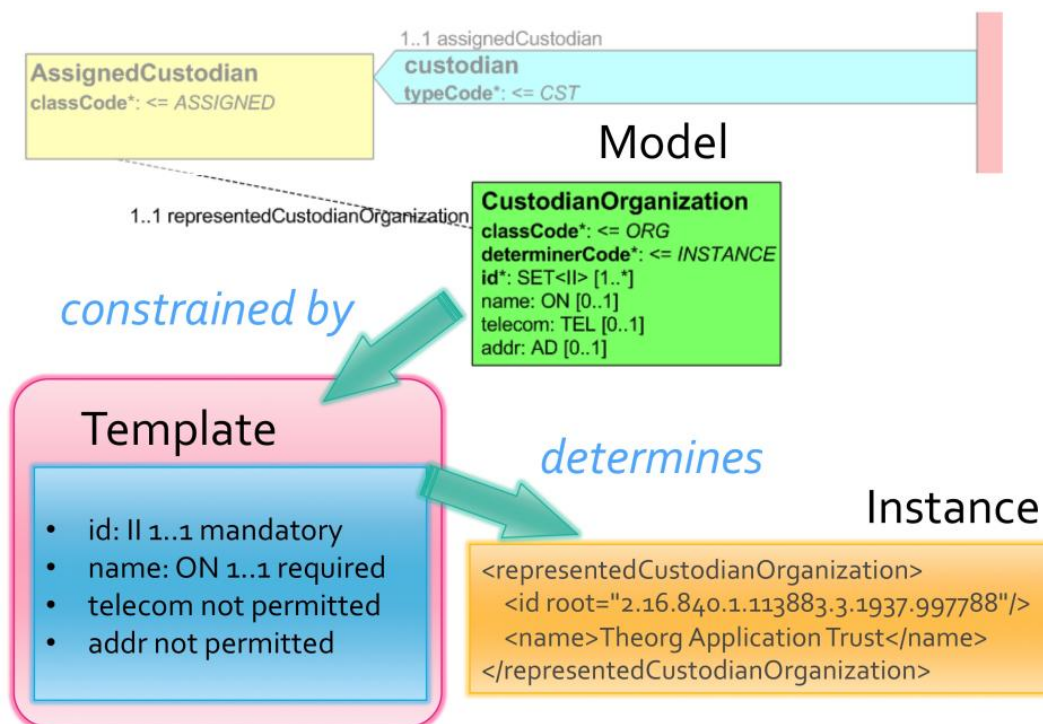 1..1 assignedCustodian
AssignedCustodian
classCode*: <= ASSIGNED
custodian
typeCode*: <= CST
Model
1..1 representedCustodianOrganization
CustodianOrganization
classCode*: <= ORG
determinerCode*: <= INSTANCE
id*: SET<II> [1..*]
name: ON [0..1]
telecom: TEL [0..1]
addr: AD [0..1]
constrained by
Template
• id: II 1..1 mandatory
• name: ON 1..1 required
• telecom not permitted
• addr not permitted
determines
Instance
<representedCustodianOrganization>
<id root="2.16.840.1.113883.3.1937.997788"/>
<name>Theorg Application Trust</name>
</representedCustodianOrganization>